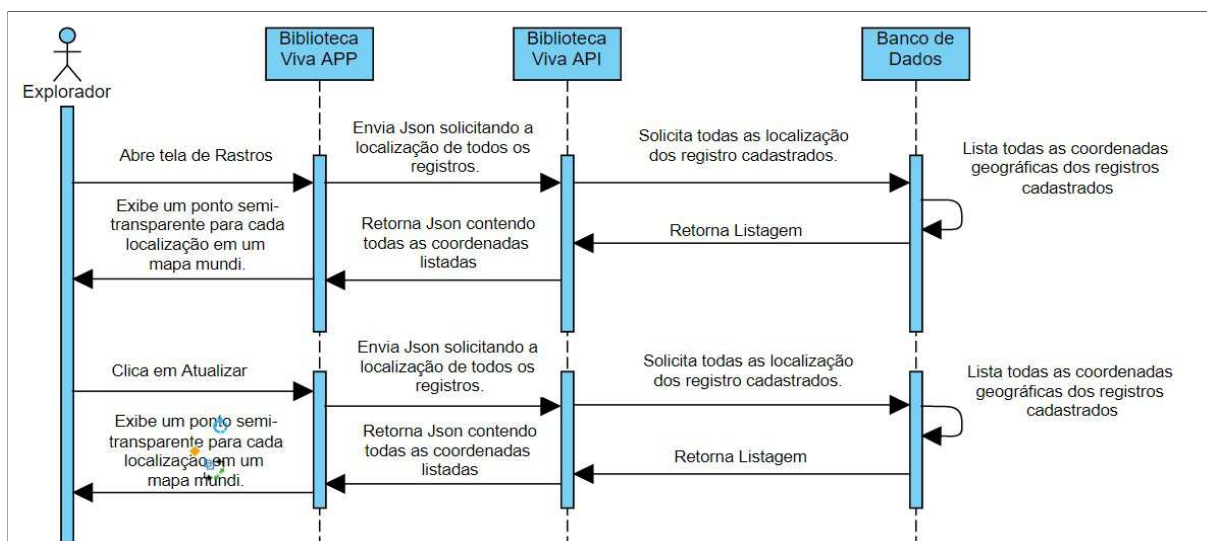 Explorador
Biblioteca
Viva APP
Biblioteca
Viva API
Banco de
Dados
Abre tela de Rastros
Envia Json solicitando a
localização de todos os
registros.
Solicita todas as localização
dos registro cadastrados.
Lista todas as coordenadas
geográficas dos registros
cadastrados
Exibe um ponto semi-
transparente para cada
localização em um
mapa mundi.
Retorna Json contendo
todas as coordenadas
listadas
Retorna Listagem
Clica em Atualizar
Envia Json solicitando a
localização de todos os
registros.
Solicita todas as localização
dos registro cadastrados.
Lista todas as coordenadas
geográficas dos registros
cadastrados
Exibe um ponto semi-
transparente para cada
localização em um
mapa mundi.
Retorna Json contendo
todas as coordenadas
listadas
Retorna Listagem